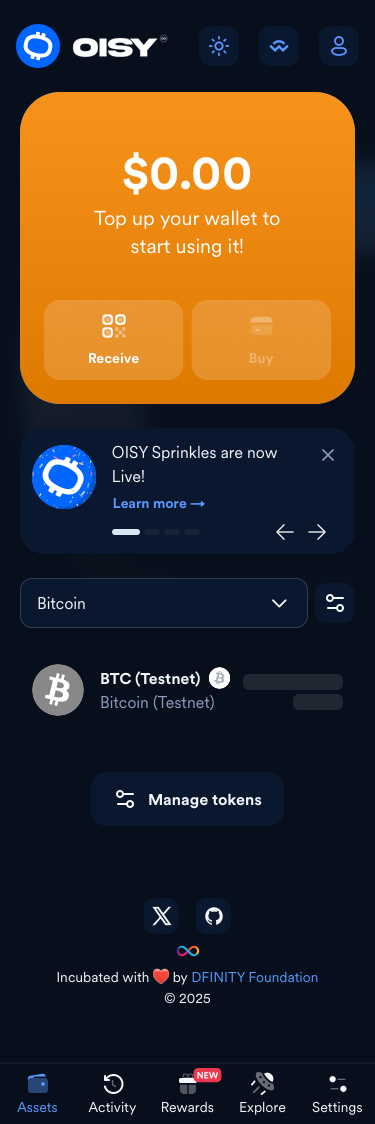 OISY
$0.00
Top up your wallet to
start using it!
Receive
Buy
OISY Sprinkles are now
Live!
Learn more →
Bitcoin
BTC (Testnet)
Bitcoin (Testnet)
Manage tokens
Incubated with ❤️ by DFINITY Foundation
© 2025
NEW
Assets Activity Rewards Explore Settings